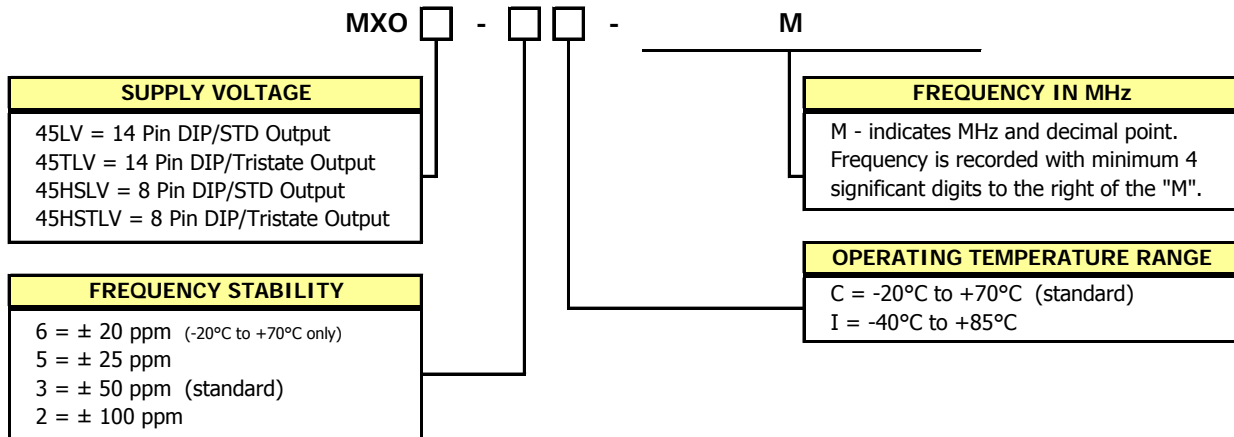 MXO - - M
SUPPLY VOLTAGE
45LV = 14 Pin DIP/STD Output
45TLV = 14 Pin DIP/Tristate Output
45HSLV = 8 Pin DIP/STD Output
45HSTLV = 8 Pin DIP/Tristate Output
FREQUENCY STABILITY
6 = ± 20 ppm (-20°C to +70°C only)
5 = ± 25 ppm
3 = ± 50 ppm (standard)
2 = ± 100 ppm
FREQUENCY IN MHz
M - indicates MHz and decimal point.
Frequency is recorded with minimum 4
significant digits to the right of the "M".
OPERATING TEMPERATURE RANGE
C = -20°C to +70°C (standard)
I = -40°C to +85°C